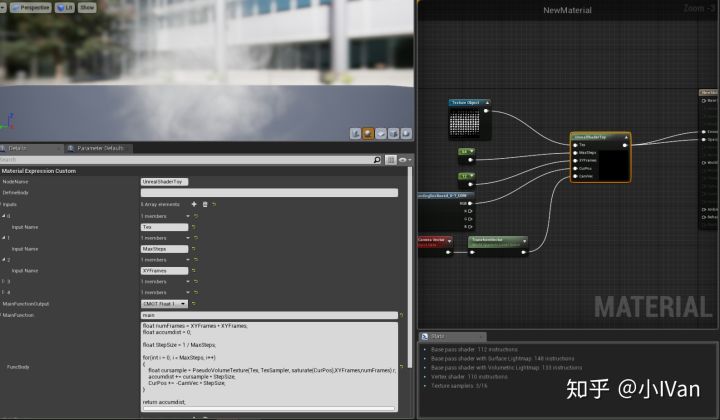 Perspective
Lit
Show
NewMaterial
Zoom -3
Texture Object
UnrealShaderToy
Tex
MaxSteps
XYFrames
CurPos
CamVec
64
12
RGB
R
G
B
Camera Vector
TransformVector
MATERIAL
Details
Parameter Defaults
Search
Material Expression Custom
NodeName
UnrealShaderToy
DefineBody
Inputs
5 Array elements
0
1 members
Input Name
Tex
1
1 members
Input Name
MaxSteps
2
1 members
Input Name
XYFrames
3
1 members
4
1 members
MainFunctionOutput
CMOT Float 1
MainFunction
main
FuncBody
float numFrames = XYFrames * XYFrames;
float accumdist = 0;
float StepSize = 1 / MaxSteps;
for(int i = 0; i < MaxSteps; i++)
{
float cursample = PseudoVolumeTexture(Tex, TexSampler, saturate(CurPos),XYFrames,numFrames).r;
accumdist += cursample * StepSize;
CurPos += -CamVec * StepSize;
}
return accumdist;
Stats
Base pass shader: 112 instructions
Base pass shader with Surface Lightmap: 148 instructions
Base pass shader with Volumetric Lightmap: 133 instructions
Vertex shader: 110 instructions
Texture samplers: 3/16
知乎 @小IVan